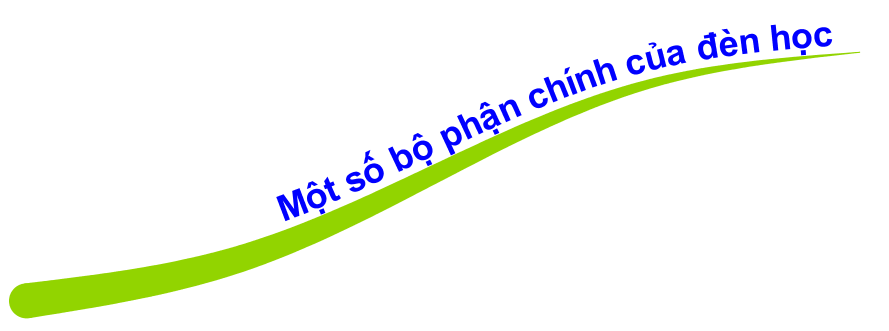 Một số bộ phận chính của đèn học